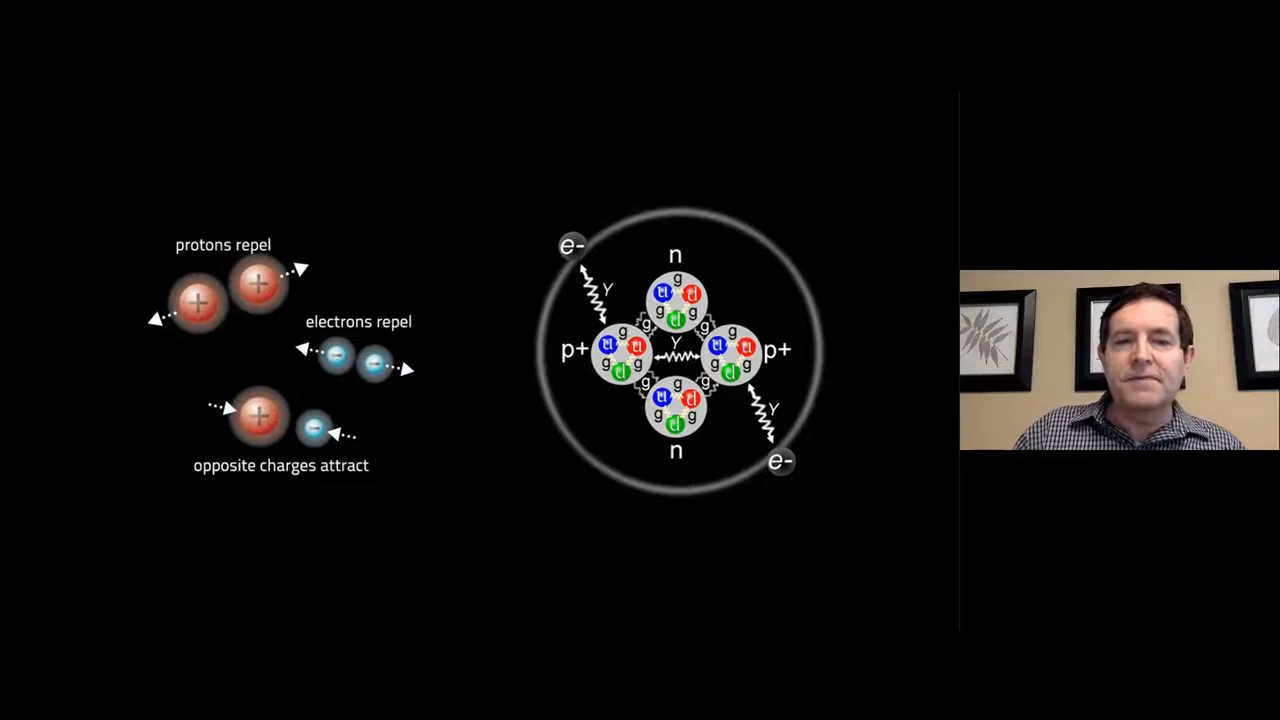 protons repel
+
+
electrons repel
-
-
+
-
opposite charges attract
e-
Y
n
g
u d
g g
d
g g
p+
g
u u
g g
d
Y
g
u d
g g
d
p+
g g
g
u d
g g
d
n
Y
e-